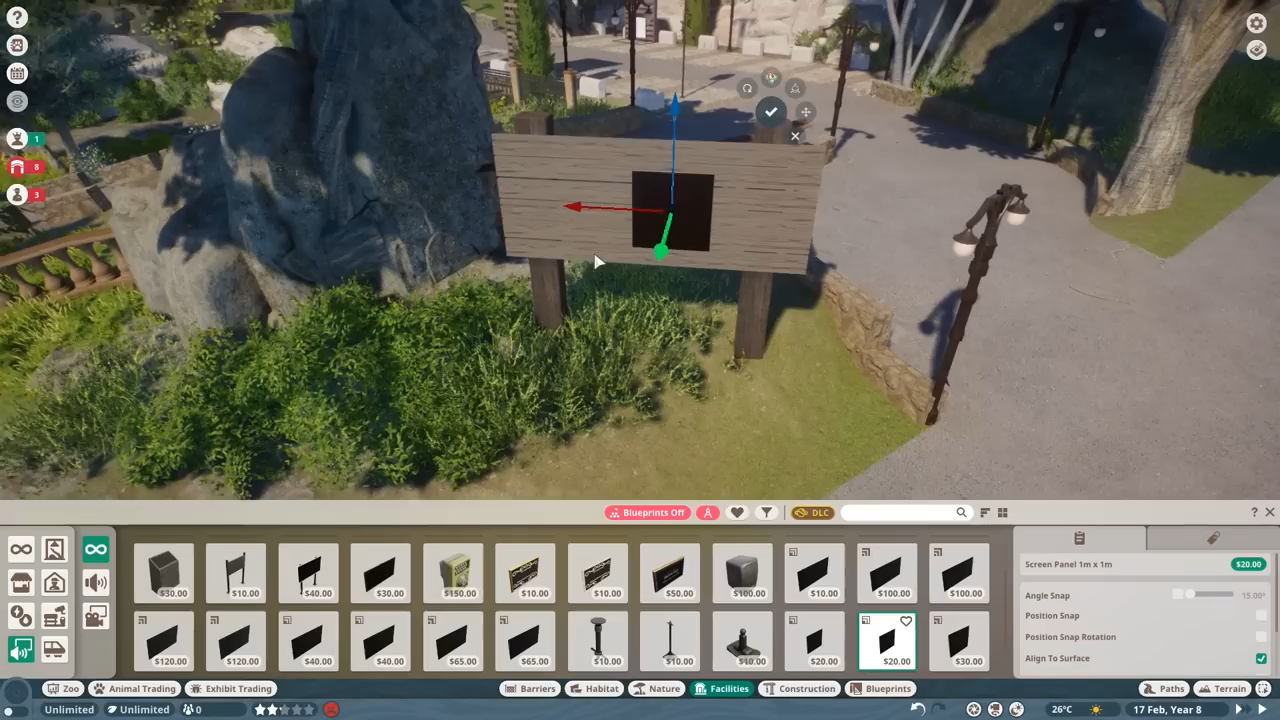 1
8
3
Blueprints Off
DLC
$30.00
$10.00
$40.00
$30.00
$150.00
$10.00
$10.00
$50.00
$100.00
$10.00
$100.00
$100.00
$120.00
$120.00
$40.00
$40.00
$65.00
$65.00
$10.00
$10.00
$10.00
$20.00
$20.00
$30.00
Screen Panel 1m x 1m
$20.00
Angle Snap
15.00°
Position Snap
Position Snap Rotation
Align To Surface
Zoo
Animal Trading
Exhibit Trading
Barriers
Habitat
Nature
Facilities
Construction
Blueprints
Paths
Terrain
Unlimited
Unlimited
0
26°C
17 Feb, Year 8